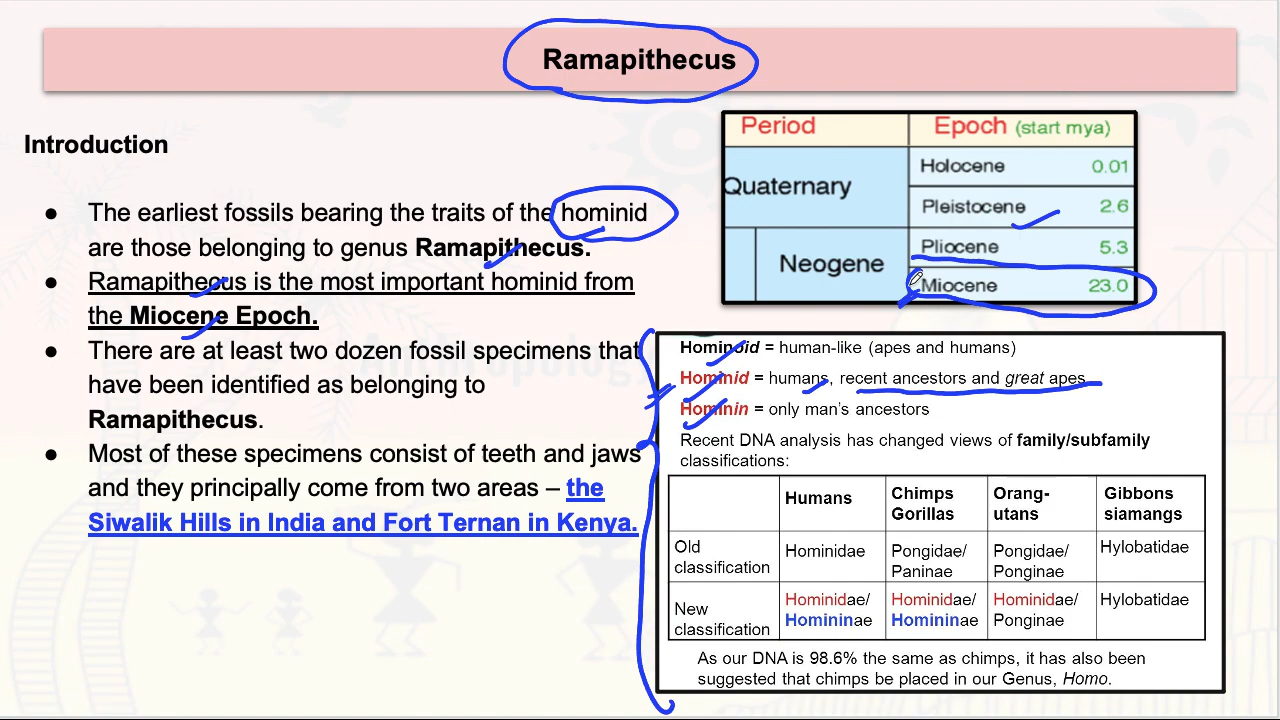 Ramapithecus
Introduction
● The earliest fossils bearing the traits of the hominid
are those belonging to genus Ramapithecus.
● Ramapithecus is the most important hominid from
the Miocene Epoch.
● There are at least two dozen fossil specimens that
have been identified as belonging to
Ramapithecus.
● Most of these specimens consist of teeth and jaws
and they principally come from two areas – the
Siwalik Hills in India and Fort Ternan in Kenya.
Period Epoch (start mya)
Quaternary
Holocene 0.01
Pleistocene 2.6
Neogene
Pliocene 5.3
Miocene 23.0
Hominoid = human-like (apes and humans)
Hominid = humans, recent ancestors and great apes
Hominin = only man's ancestors
Recent DNA analysis has changed views of family/subfamily
classifications:
Humans Chimps Orang- Gibbons
Gorillas utans siamangs
Old Hominidae Pongidae/ Pongidae/ Hylobatidae
classification Paninae Ponginae
New Hominidae/ Hominidae/ Hominidae/ Hylobatidae
classification Homininae Homininae Ponginae
As our DNA is 98.6% the same as chimps, it has also been
suggested that chimps be placed in our Genus, Homo.